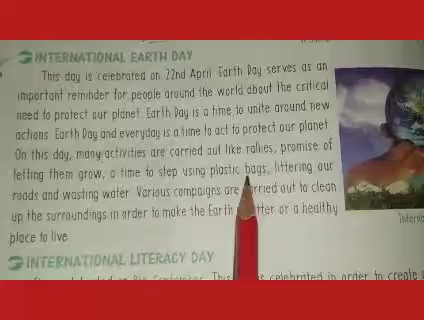 INTERNATIONAL EARTH DAY
This day is celebrated on 22nd April. Earth Day serves as an
important reminder for people around the world about the critical
need to protect our planet. Earth Day is a time to unite around new
actions. Earth Day and everyday is a time to act to protect our planet.
On this day, many activities are carried out like rallies, promise of
letting them grow, a time to step using plastic bags, littering our
roads and wasting water. Various campaigns are carried out to clean
up the surroundings in order to make the Earth or a healthy
place to live
INTERNATIONAL LITERACY DAY
This celebrated in order to create